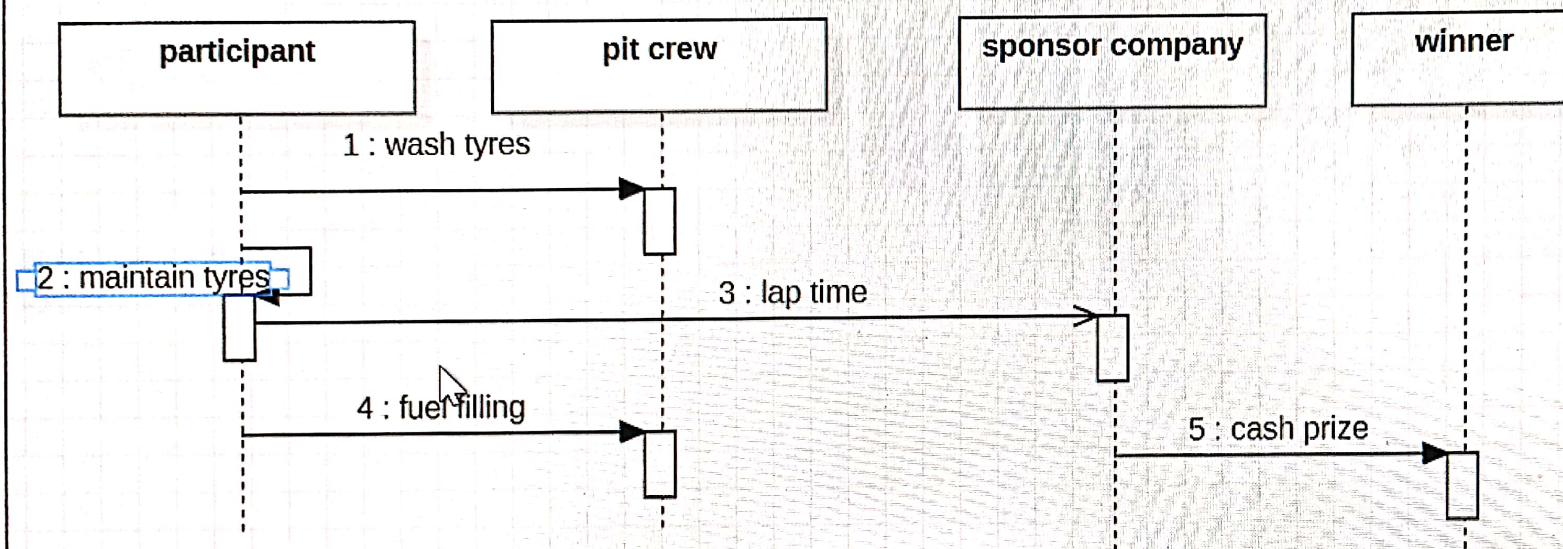 participant
pit crew
sponsor company
winner
1 : wash tyres
2 : maintain tyres
3 : lap time
4 : fuel filling
5 : cash prize